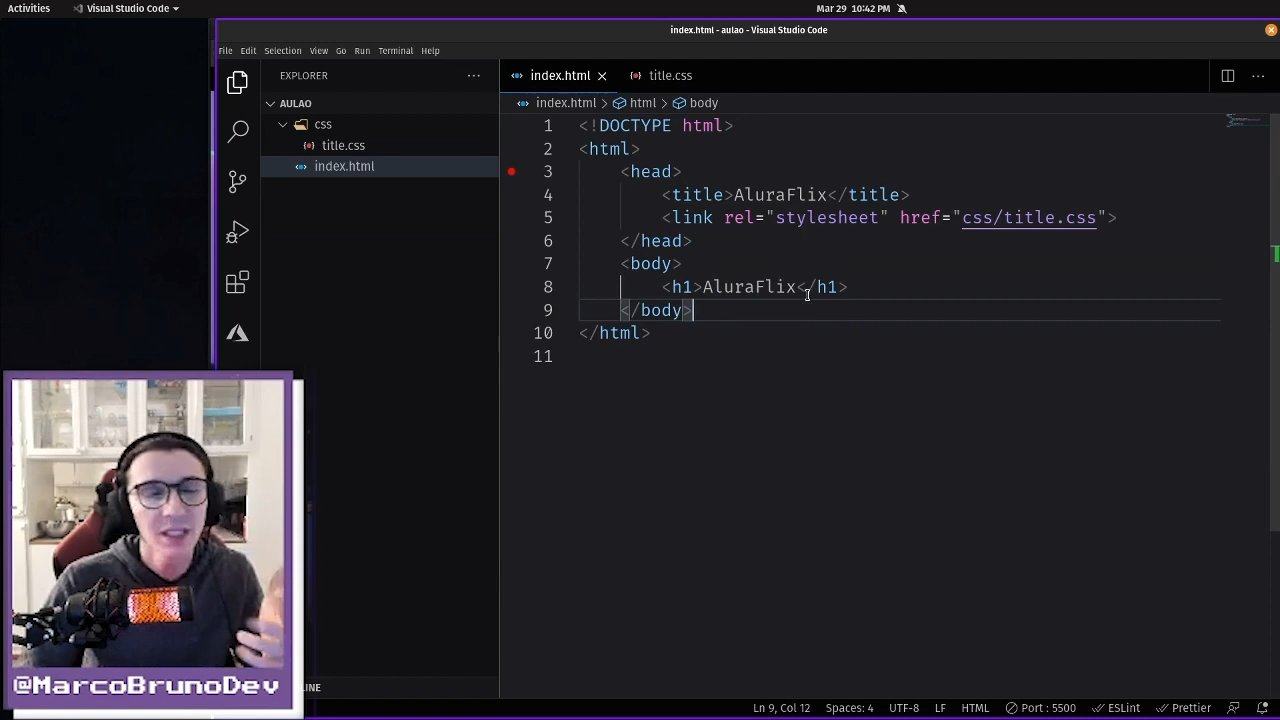 Activities
Visual Studio Code
Mar 29 10:42 PM
index.html - aulao - Visual Studio Code
File Edit Selection View Go Run Terminal Help
EXPLORER
AULAO
css
title.css
index.html
index.html title.css
index.html > html > body
1 <!DOCTYPE html>
2 <html>
3 <head>
4 <title>AluraFlix</title>
5 <link rel="stylesheet" href="css/title.css">
6 </head>
7 <body>
8 <h1>AluraFlix</h1>
9 </body>
10 </html>
11
@MarcoBrunoDev
LINE
Ln 9, Col 12 Spaces: 4 UTF-8 LF HTML Port : 5500 ESLint Prettier